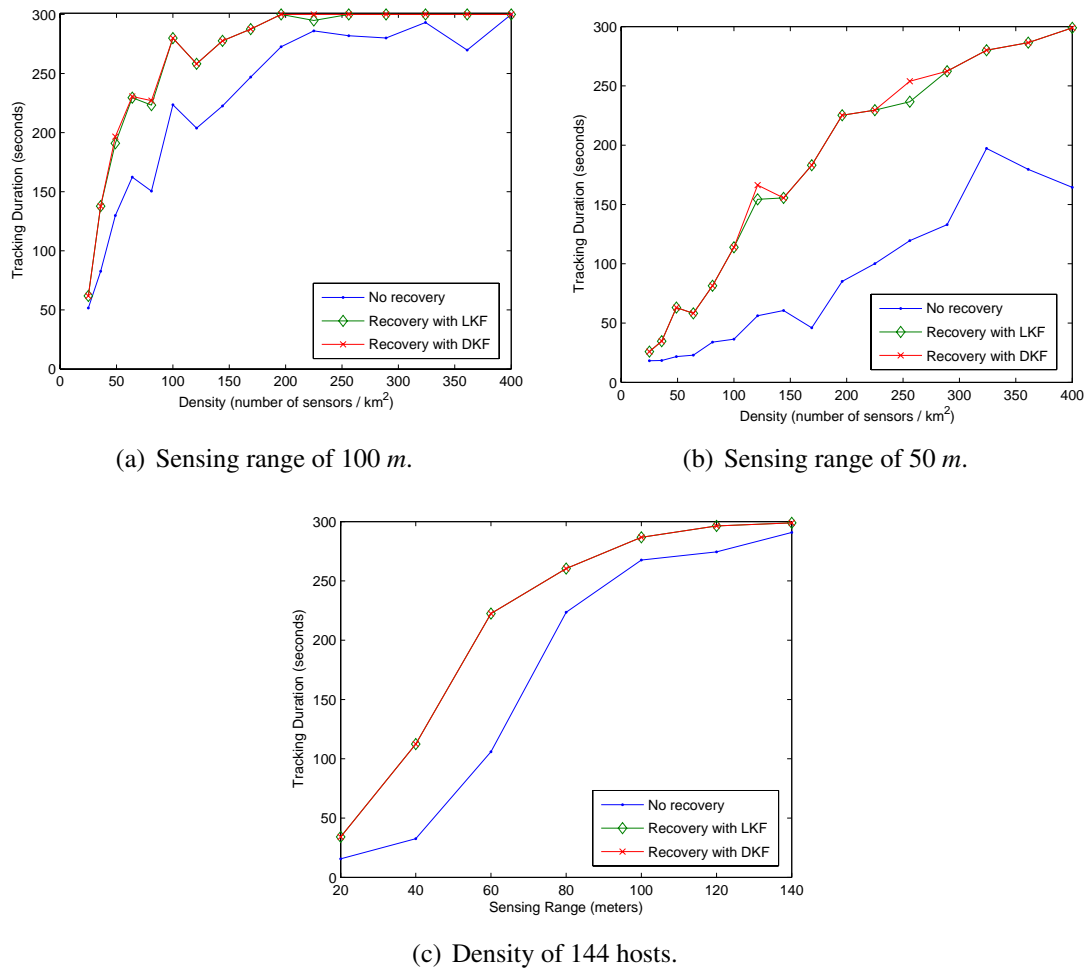 300
250
200
150
100
50
0
Tracking Duration (seconds)
0 50 100 150 200 250 300 350 400
Density (number of sensors / km²)
No recovery
Recovery with LKF
Recovery with DKF
(a) Sensing range of 100 m.
300
250
200
150
100
50
0
Tracking Duration (seconds)
0 50 100 150 200 250 300 350 400
Density (number of sensors / km²)
No recovery
Recovery with LKF
Recovery with DKF
(b) Sensing range of 50 m.
300
250
200
150
100
50
0
Tracking Duration (seconds)
20 40 60 80 100 120 140
Sensing Range (meters)
No recovery
Recovery with LKF
Recovery with DKF
(c) Density of 144 hosts.